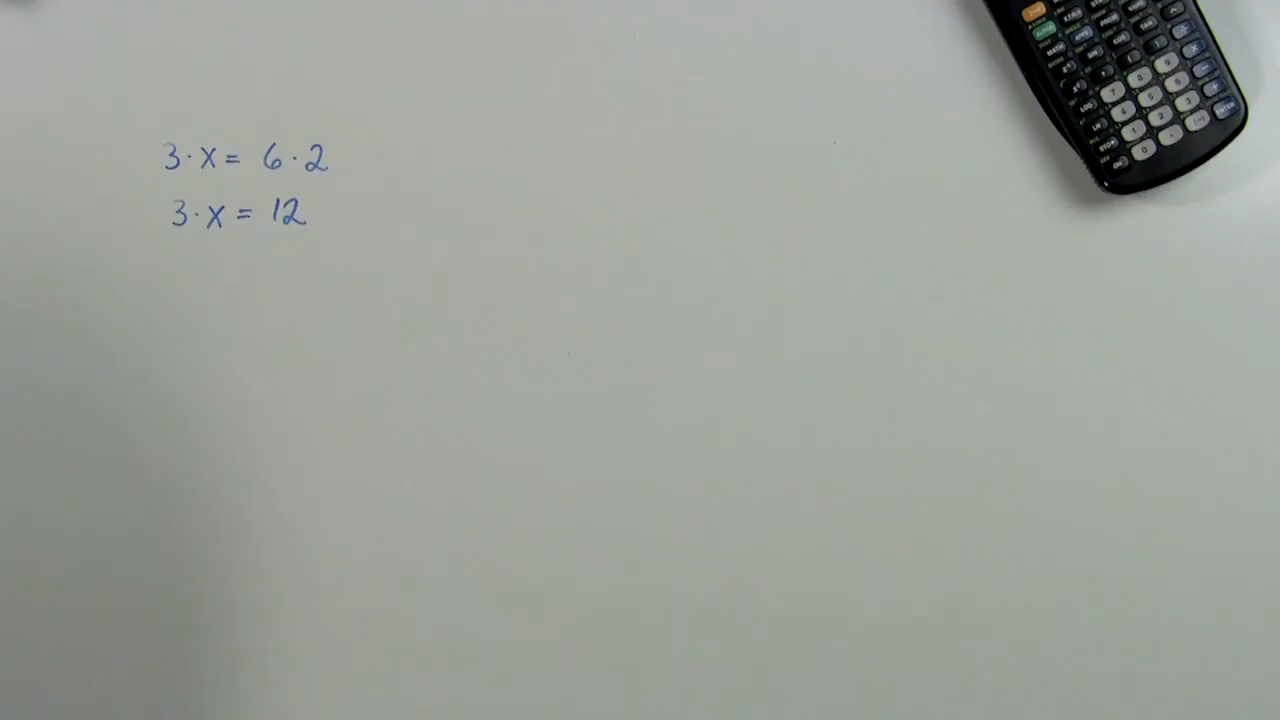 3·x = 6·2
3·x = 12